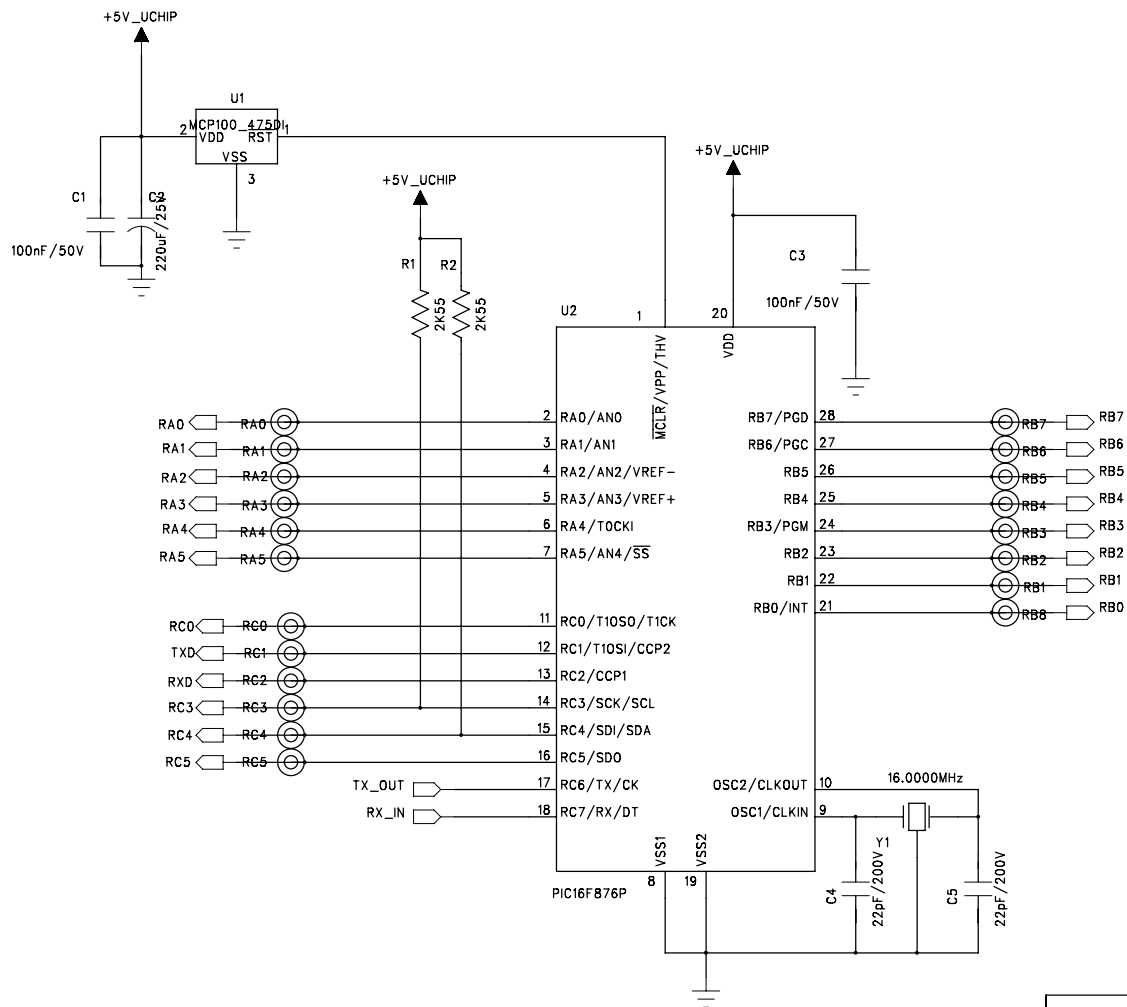 +5V_UCHIP
U1
MCP100_475DI
2 VDD RST 1
VSS
3
C1
C2
100nF/50V
220uF/25V
+5V_UCHIP
R1
R2
2K55
2K55
+5V_UCHIP
C3
100nF/50V
U2
1
20
MCLR/VPP/THV
VDD
RA0 RA0 2 RA0/AN0
RA1 RA1 3 RA1/AN1
RA2 RA2 4 RA2/AN2/VREF-
RA3 RA3 5 RA3/AN3/VREF+
RA4 RA4 6 RA4/T0CKI
RA5 RA5 7 RA5/AN4/SS
RB7/PGD 28 RB7 RB7
RB6/PGC 27 RB6 RB6
RB5 26 RB5 RB5
RB4 25 RB4 RB4
RB3/PGM 24 RB3 RB3
RB2 23 RB2 RB2
RB1 22 RB1 RB1
RB0/INT 21 RB8 RB0
RC0 RC0 11 RC0/T1OSO/T1CK
TXD RC1 12 RC1/T1OSI/CCP2
RXD RC2 13 RC2/CCP1
RC3 RC3 14 RC3/SCK/SCL
RC4 RC4 15 RC4/SDI/SDA
RC5 RC5 16 RC5/SDO
TX_OUT 17 RC6/TX/CK
RX_IN 18 RC7/RX/DT
OSC2/CLKOUT 10
OSC1/CLKIN 9
16.0000MHz
Y1
VSS1
VSS2
8
19
PIC16F876P
C4
22pF/200V
C5
22pF/200V